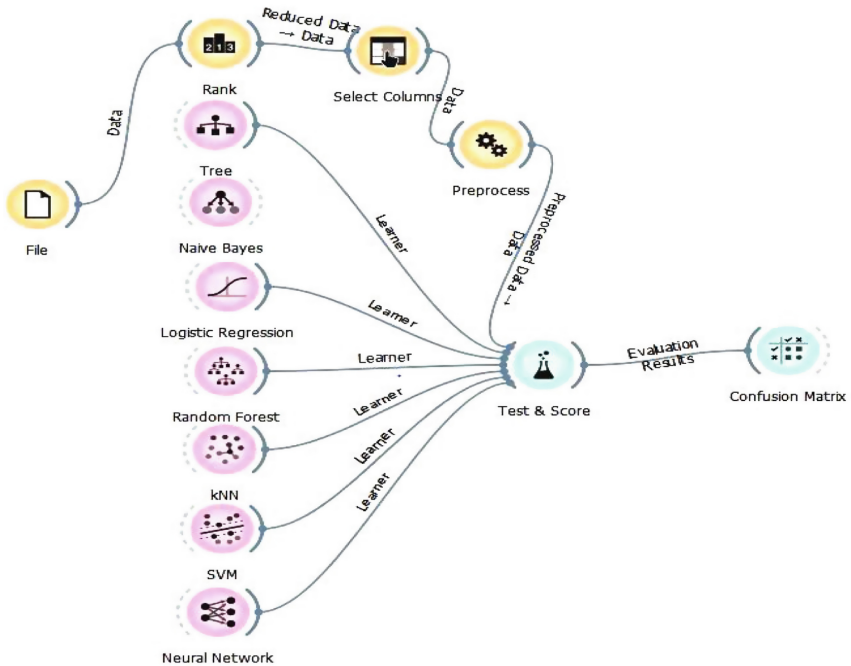 Reduced Data
→ Data
Rank
Select Columns
Data
Data
Tree
Preprocess
File
Naive Bayes
Learner
Preprocessed Data →
Data
Logistic Regression
Learner
Learner
Evaluation
Results
Random Forest
Learner
Test & Score
Confusion Matrix
kNN
Learner
SVM
Learner
Neural Network
213